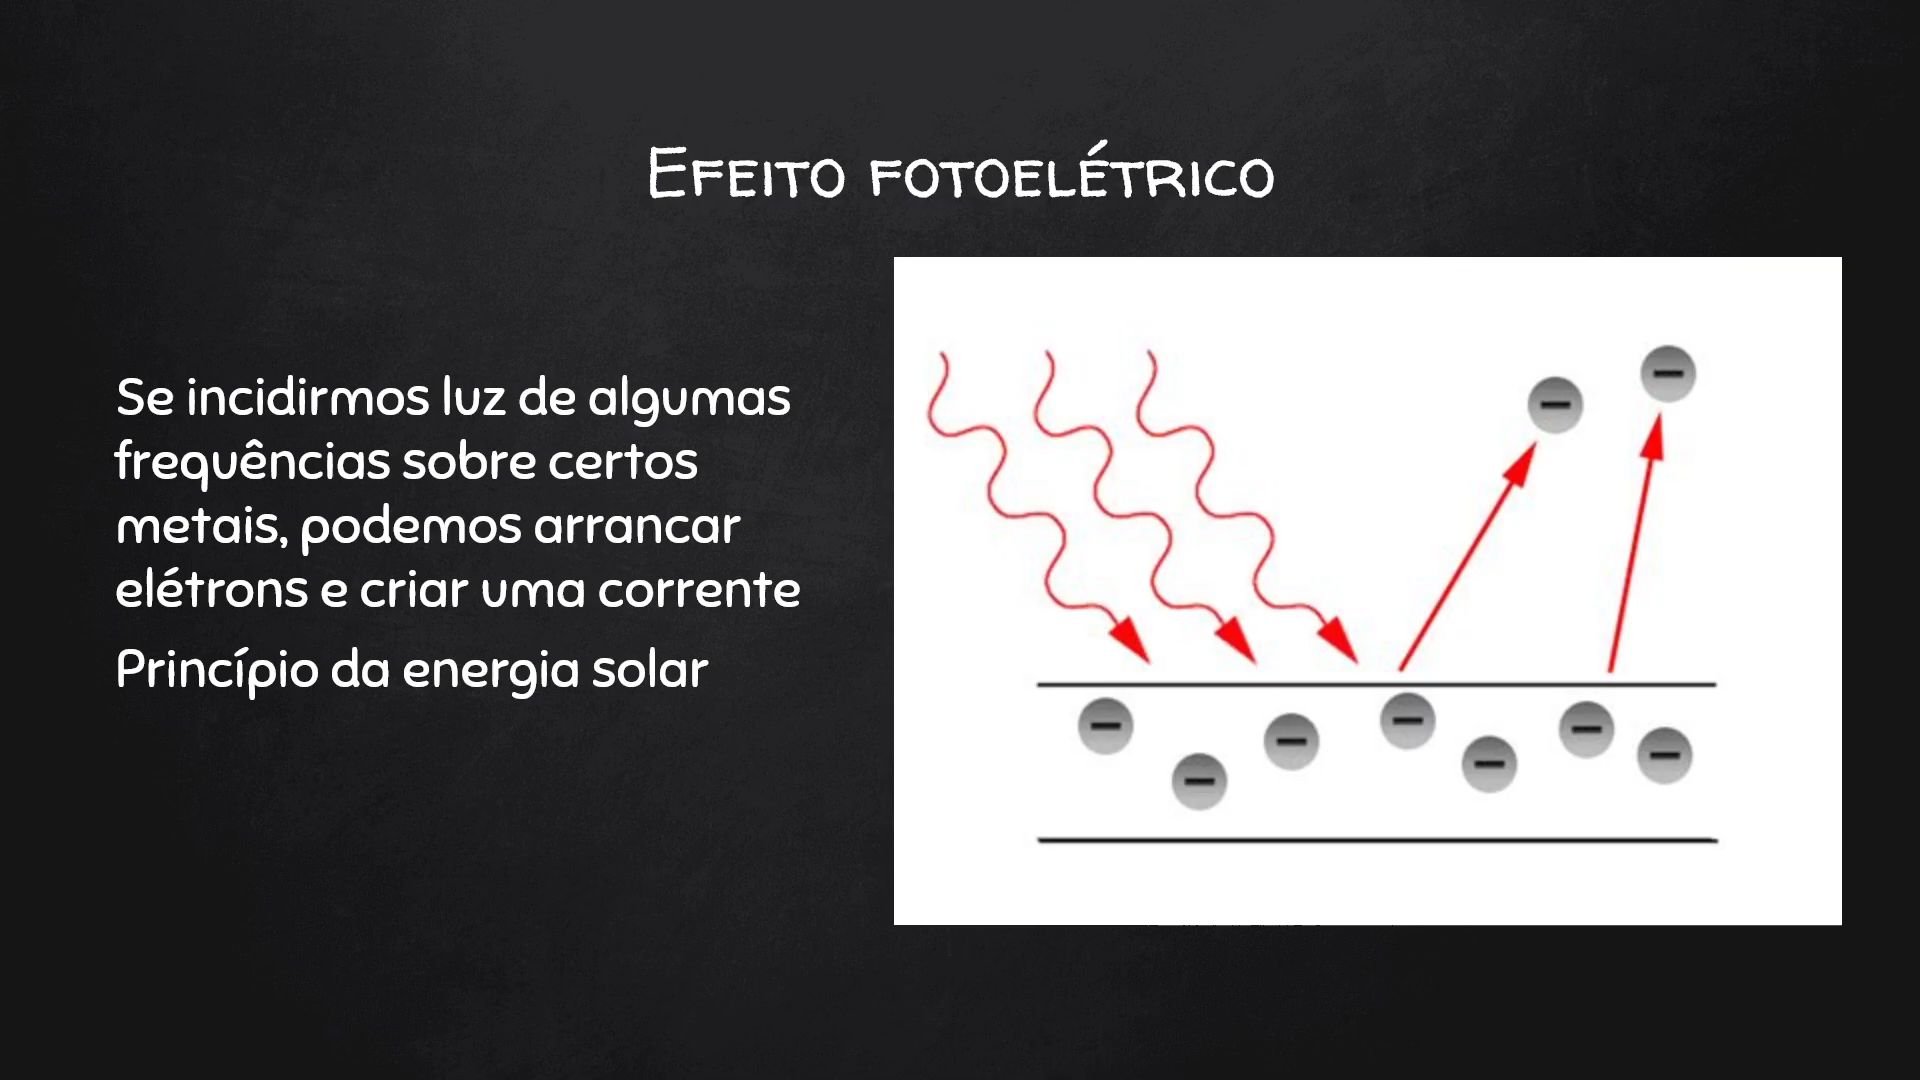 Efeito fotoelétrico
Se incidirmos luz de algumas
frequências sobre certos
metais, podemos arrancar
elétrons e criar uma corrente
Princípio da energia solar